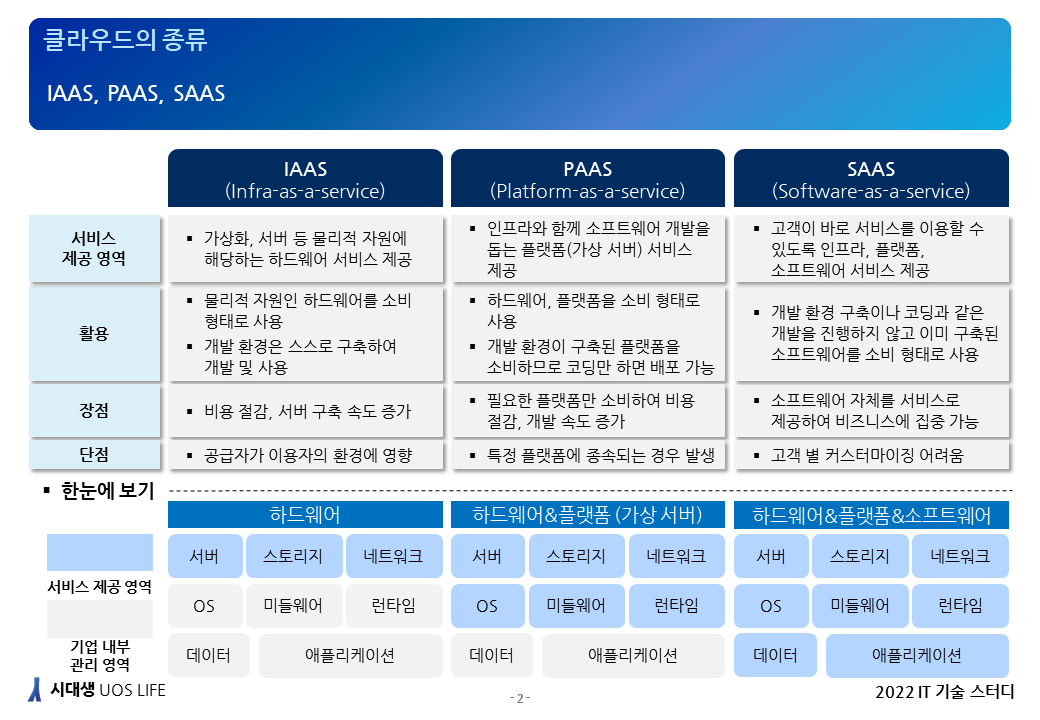 클라우드의 종류
IAAS, PAAS, SAAS
IAAS
(Infra-as-a-service)
PAAS
(Platform-as-a-service)
SAAS
(Software-as-a-service)
서비스
제공 영역
▪ 가상화, 서버 등 물리적 자원에
해당하는 하드웨어 서비스 제공
▪ 인프라와 함께 소프트웨어 개발을
돕는 플랫폼(가상 서버) 서비스
제공
▪ 고객이 바로 서비스를 이용할 수
있도록 인프라, 플랫폼,
소프트웨어 서비스 제공
활용
▪ 물리적 자원인 하드웨어를 소비
형태로 사용
▪ 개발 환경은 스스로 구축하여
개발 및 사용
▪ 하드웨어, 플랫폼을 소비 형태로
사용
▪ 개발 환경이 구축된 플랫폼을
소비하므로 코딩만 하면 배포 가능
▪ 개발 환경 구축이나 코딩과 같은
개발을 진행하지 않고 이미 구축된
소프트웨어를 소비 형태로 사용
장점
▪ 비용 절감, 서버 구축 속도 증가
▪ 필요한 플랫폼만 소비하여 비용
절감, 개발 속도 증가
▪ 소프트웨어 자체를 서비스로
제공하여 비즈니스에 집중 가능
단점
▪ 공급자가 이용자의 환경에 영향
▪ 특정 플랫폼에 종속되는 경우 발생
▪ 고객 별 커스터마이징 어려움
▪ 한눈에 보기
서비스 제공 영역
기업 내부
관리 영역
하드웨어
서버 스토리지 네트워크
OS 미들웨어 런타임
데이터 애플리케이션
하드웨어&플랫폼 (가상 서버)
서버 스토리지 네트워크
OS 미들웨어 런타임
데이터 애플리케이션
하드웨어&플랫폼&소프트웨어
서버 스토리지 네트워크
OS 미들웨어 런타임
데이터 애플리케이션
시대생 UOS LIFE
- 2 -
2022 IT 기술 스터디